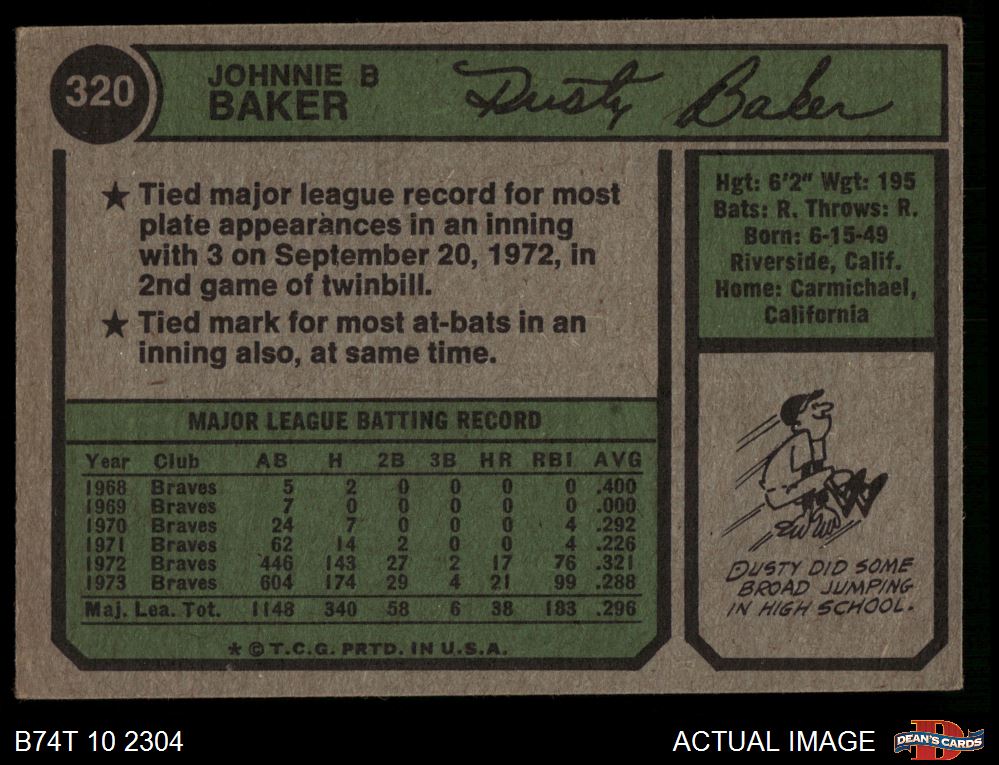 320
JOHNNIE B
BAKER
Dusty Baker
★ Tied major league record for most
plate appearances in an inning
with 3 on September 20, 1972, in
2nd game of twinbill.
★ Tied mark for most at-bats in an
inning also, at same time.
Hgt: 6'2" Wgt: 195
Bats: R. Throws: R.
Born: 6-15-49
Riverside, Calif.
Home: Carmichael,
California
MAJOR LEAGUE BATTING RECORD
Year Club AB H 2B 3B HR RBI AVG
1968 Braves 5 2 0 0 0 0 .400
1969 Braves 7 0 0 0 0 0 .000
1970 Braves 24 7 0 0 0 4 .292
1971 Braves 62 14 2 0 0 4 .226
1972 Braves 446 143 27 2 17 76 .321
1973 Braves 604 174 29 4 21 99 .288
Maj. Lea. Tot. 1148 340 58 6 38 183 .296
* © T.C.G. PRTD. IN U.S.A.
DUSTY DID SOME
BROAD JUMPING
IN HIGH SCHOOL.
B74T 10 2304
ACTUAL IMAGE
DEAN'S CARDS